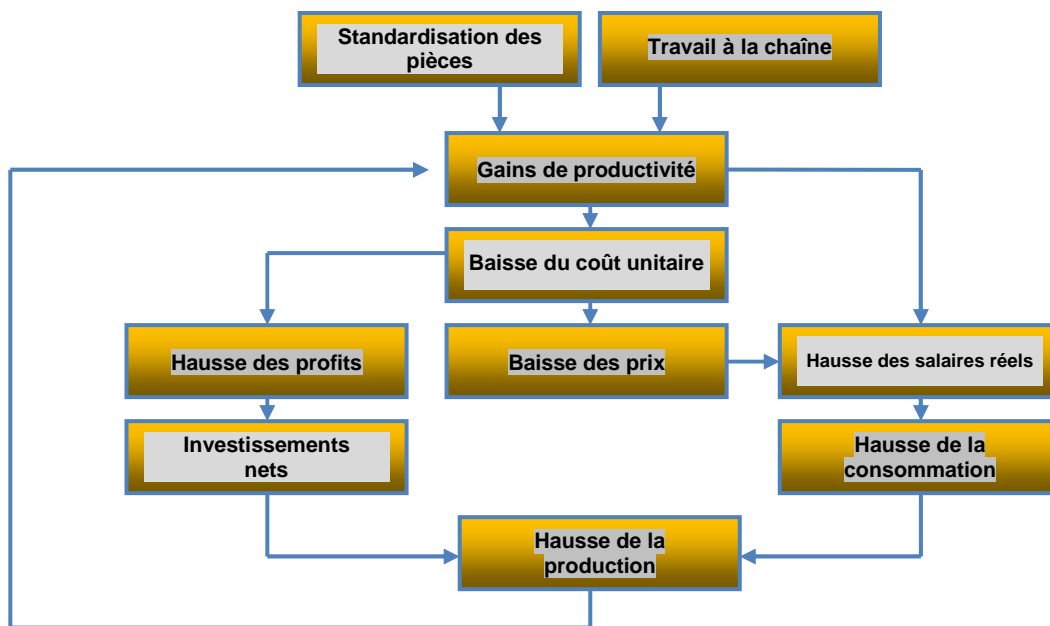 Standardisation des
pièces
Travail à la chaîne
Gains de productivité
Baisse du coût unitaire
Hausse des profits
Baisse des prix
Hausse des salaires réels
Investissements
nets
Hausse de la
consommation
Hausse de la
production